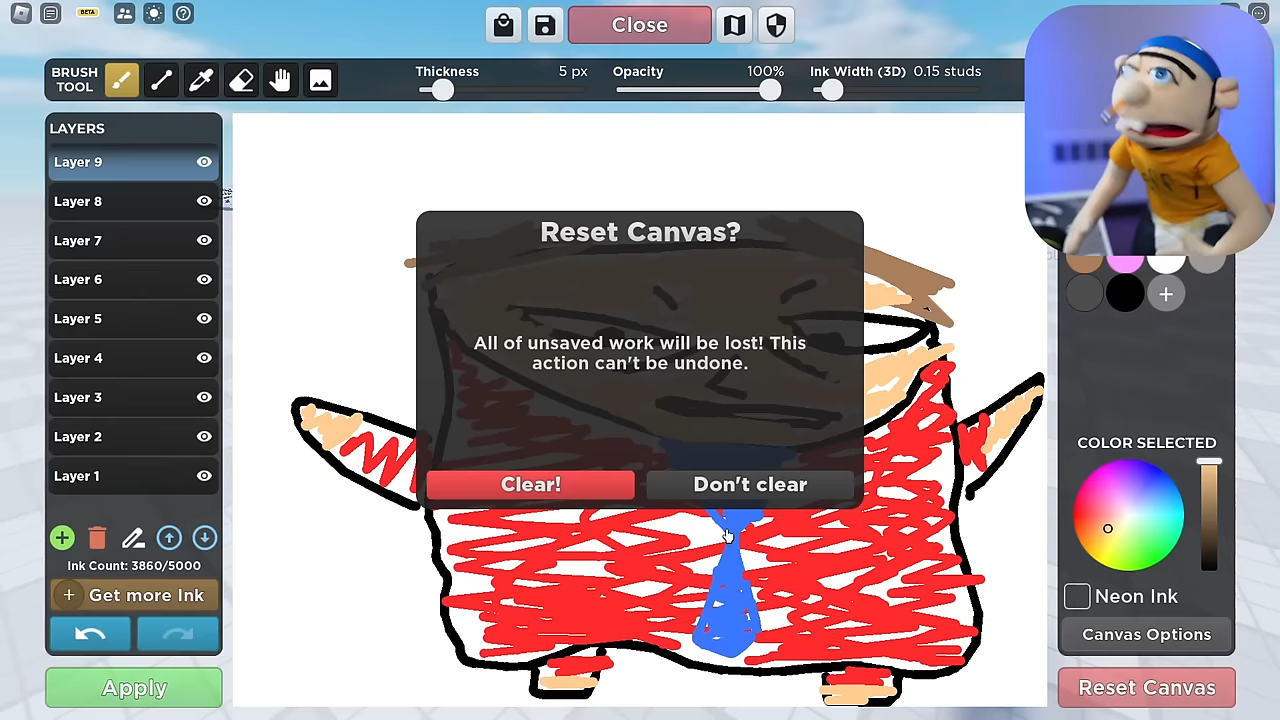 BETA
Close
BRUSH
TOOL
Thickness
5 px
Opacity
100%
Ink Width (3D)
0.15 studs
LAYERS
Layer 9
Layer 8
Layer 7
Layer 6
Layer 5
Layer 4
Layer 3
Layer 2
Layer 1
Ink Count: 3860/5000
+ Get more Ink
Apply
Reset Canvas?
All of unsaved work will be lost! This
action can't be undone.
Clear!
Don't clear
COLOR SELECTED
Neon Ink
Canvas Options
Reset Canvas